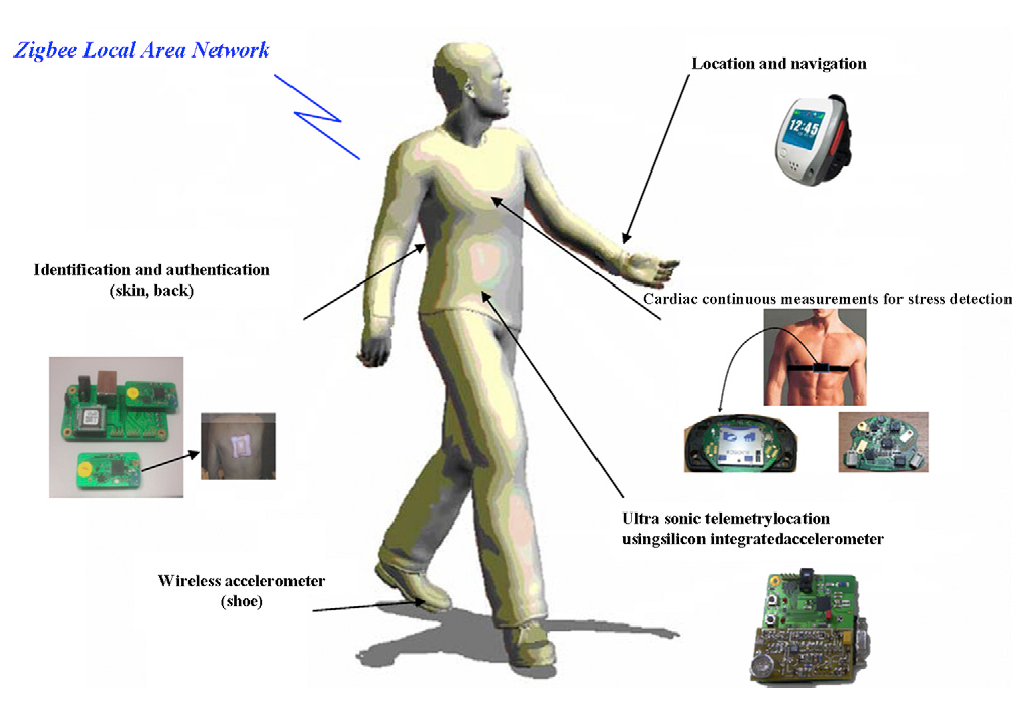 Zigbee Local Area Network
Location and navigation
12:45
Identification and authentication
(skin, back)
Cardiac continuous measurements for stress detection
Ultra sonic telemetrylocation
usingsilicon integratedaccelerometer
Wireless accelerometer
(shoe)